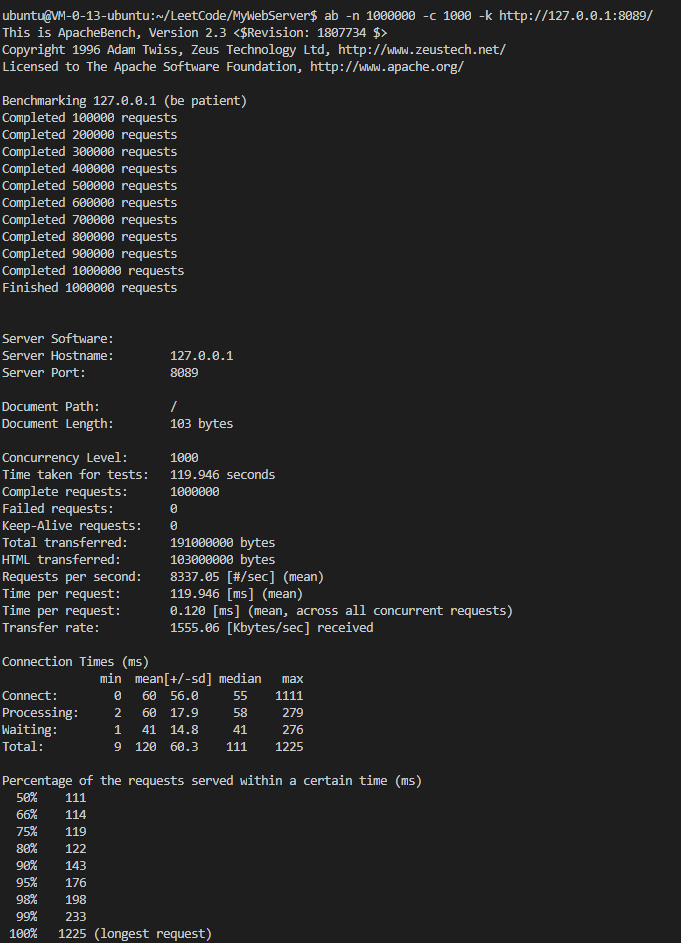 ubuntu@VM-0-13-ubuntu:~/LeetCode/MyWebServer$ ab -n 1000000 -c 1000 -k http://127.0.0.1:8089/
This is ApacheBench, Version 2.3 <$Revision: 1807734 $>
Copyright 1996 Adam Twiss, Zeus Technology Ltd, http://www.zeustech.net/
Licensed to The Apache Software Foundation, http://www.apache.org/

Benchmarking 127.0.0.1 (be patient)
Completed 100000 requests
Completed 200000 requests
Completed 300000 requests
Completed 400000 requests
Completed 500000 requests
Completed 600000 requests
Completed 700000 requests
Completed 800000 requests
Completed 900000 requests
Completed 1000000 requests
Finished 1000000 requests


Server Software:
Server Hostname:        127.0.0.1
Server Port:            8089

Document Path:          /
Document Length:        103 bytes

Concurrency Level:      1000
Time taken for tests:   119.946 seconds
Complete requests:      1000000
Failed requests:        0
Keep-Alive requests:    0
Total transferred:      191000000 bytes
HTML transferred:       103000000 bytes
Requests per second:    8337.05 [#/sec] (mean)
Time per request:       119.946 [ms] (mean)
Time per request:       0.120 [ms] (mean, across all concurrent requests)
Transfer rate:          1555.06 [Kbytes/sec] received

Connection Times (ms)
              min  mean[+/-sd] median   max
Connect:        0   60  56.0     55    1111
Processing:     2   60  17.9     58     279
Waiting:        1   41  14.8     41     276
Total:          9  120  60.3    111    1225

Percentage of the requests served within a certain time (ms)
  50%    111
  66%    114
  75%    119
  80%    122
  90%    143
  95%    176
  98%    198
  99%    233
 100%   1225 (longest request)